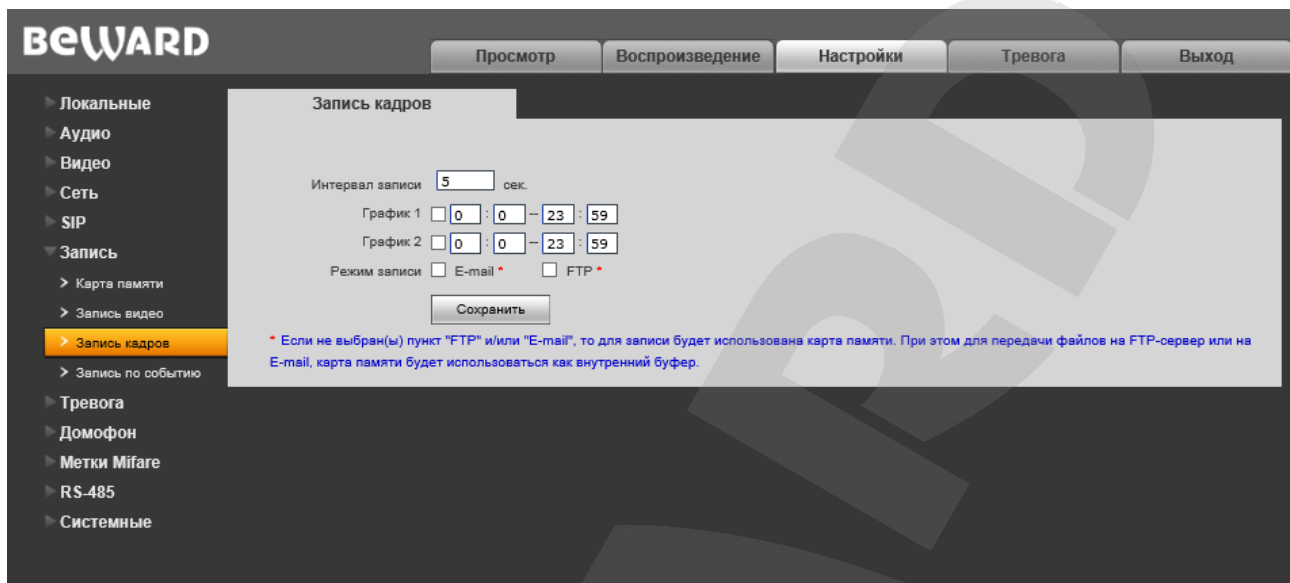 BEWARD
Просмотр Воспроизведение Настройки Тревога Выход
Локальные
Аудио
Видео
Сеть
SIP
Запись
Карта памяти
Запись видео
Запись кадров
Запись по событию
Тревога
Домофон
Метки Mifare
RS-485
Системные
Запись кадров
Интервал записи 5 сек.
График 1 0 : 0 -- 23 : 59
График 2 0 : 0 -- 23 : 59
Режим записи E-mail * FTP *
Сохранить
* Если не выбран(ы) пункт "FTP" и/или "E-mail", то для записи будет использована карта памяти. При этом для передачи файлов на FTP-сервер или на
E-mail, карта памяти будет использоваться как внутренний буфер.